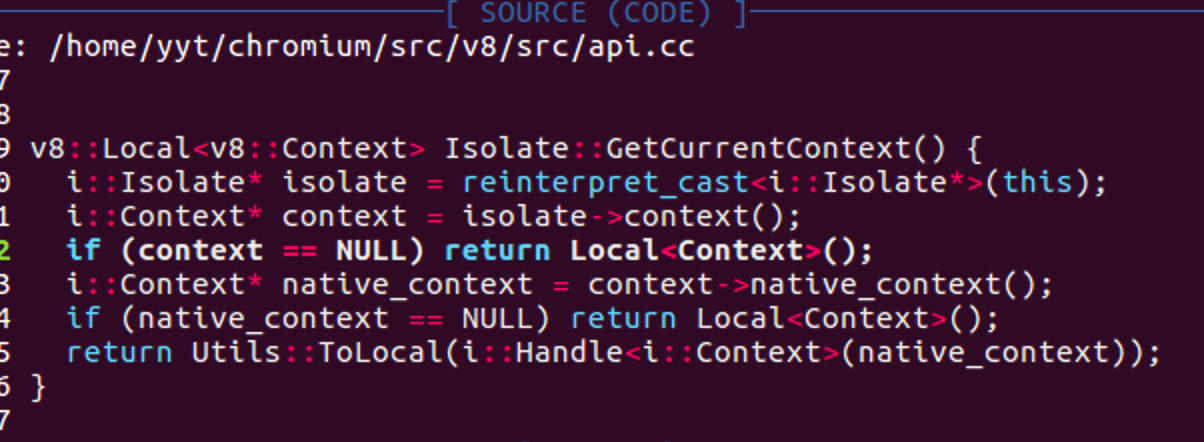 [ SOURCE (CODE) ]
e: /home/yyt/chromium/src/v8/src/api.cc
7
8
9 v8::Local<v8::Context> Isolate::GetCurrentContext() {
0   i::Isolate* isolate = reinterpret_cast<i::Isolate*>(this);
1   i::Context* context = isolate->context();
2   if (context == NULL) return Local<Context>();
3   i::Context* native_context = context->native_context();
4   if (native_context == NULL) return Local<Context>();
5   return Utils::ToLocal(i::Handle<i::Context>(native_context));
6 }
7